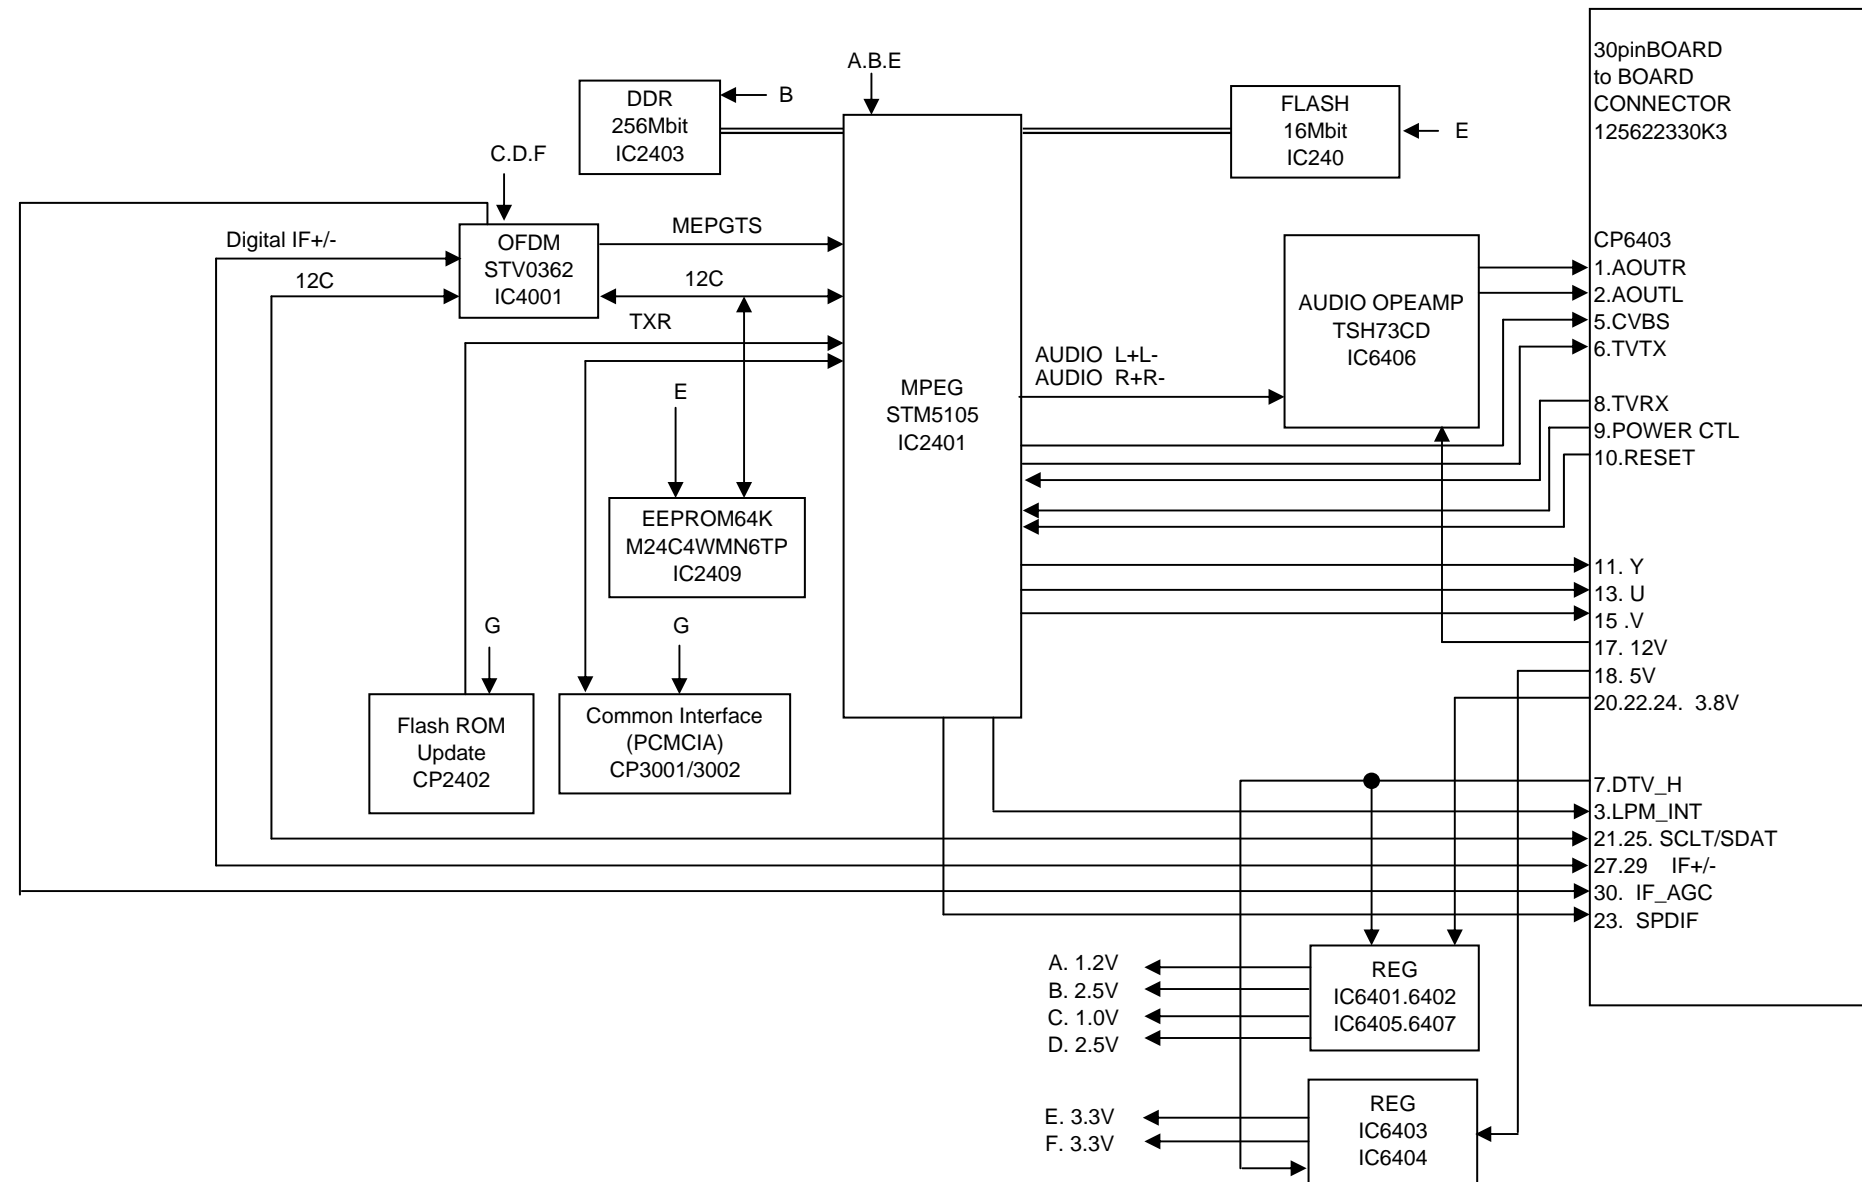 30pinBOARD
to BOARD
CONNECTOR
125622330K3
A.B.E
DDR
256Mbit
IC2403
B
FLASH
16Mbit
IC240
E
C.D.F
Digital IF+/-
12C
OFDM
STV0362
IC4001
MEPGTS
12C
TXR
MPEG
STM5105
IC2401
AUDIO L+L-
AUDIO R+R-
AUDIO OPEAMP
TSH73CD
IC6406
CP6403
1.AOUTR
2.AOUTL
5.CVBS
6.TVTX
8.TVRX
9.POWER CTL
10.RESET
11. Y
13. U
15 .V
17. 12V
18. 5V
20.22.24. 3.8V
7.DTV_H
3.LPM_INT
21.25. SCLT/SDAT
27.29 IF+/-
30. IF_AGC
23. SPDIF
E
EEPROM64K
M24C4WMN6TP
IC2409
G
Flash ROM
Update
CP2402
G
Common Interface
(PCMCIA)
CP3001/3002
A. 1.2V
B. 2.5V
C. 1.0V
D. 2.5V
REG
IC6401.6402
IC6405.6407
E. 3.3V
F. 3.3V
REG
IC6403
IC6404